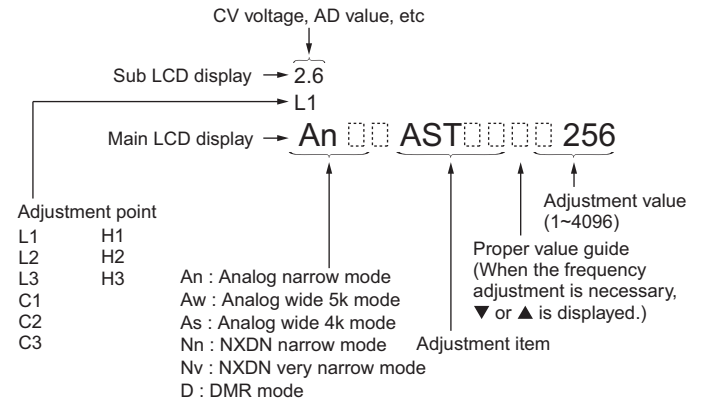 CV voltage, AD value, etc
Sub LCD display 2.6
L1
Main LCD display An AST 256
Adjustment point
L1 H1
L2 H2
L3 H3
C1
C2
C3
An : Analog narrow mode
Aw : Analog wide 5k mode
As : Analog wide 4k mode
Nn : NXDN narrow mode
Nv : NXDN very narrow mode
D : DMR mode
Adjustment item
Proper value guide
(When the frequency
adjustment is necessary,
▼ or ▲ is displayed.)
Adjustment value
(1~4096)